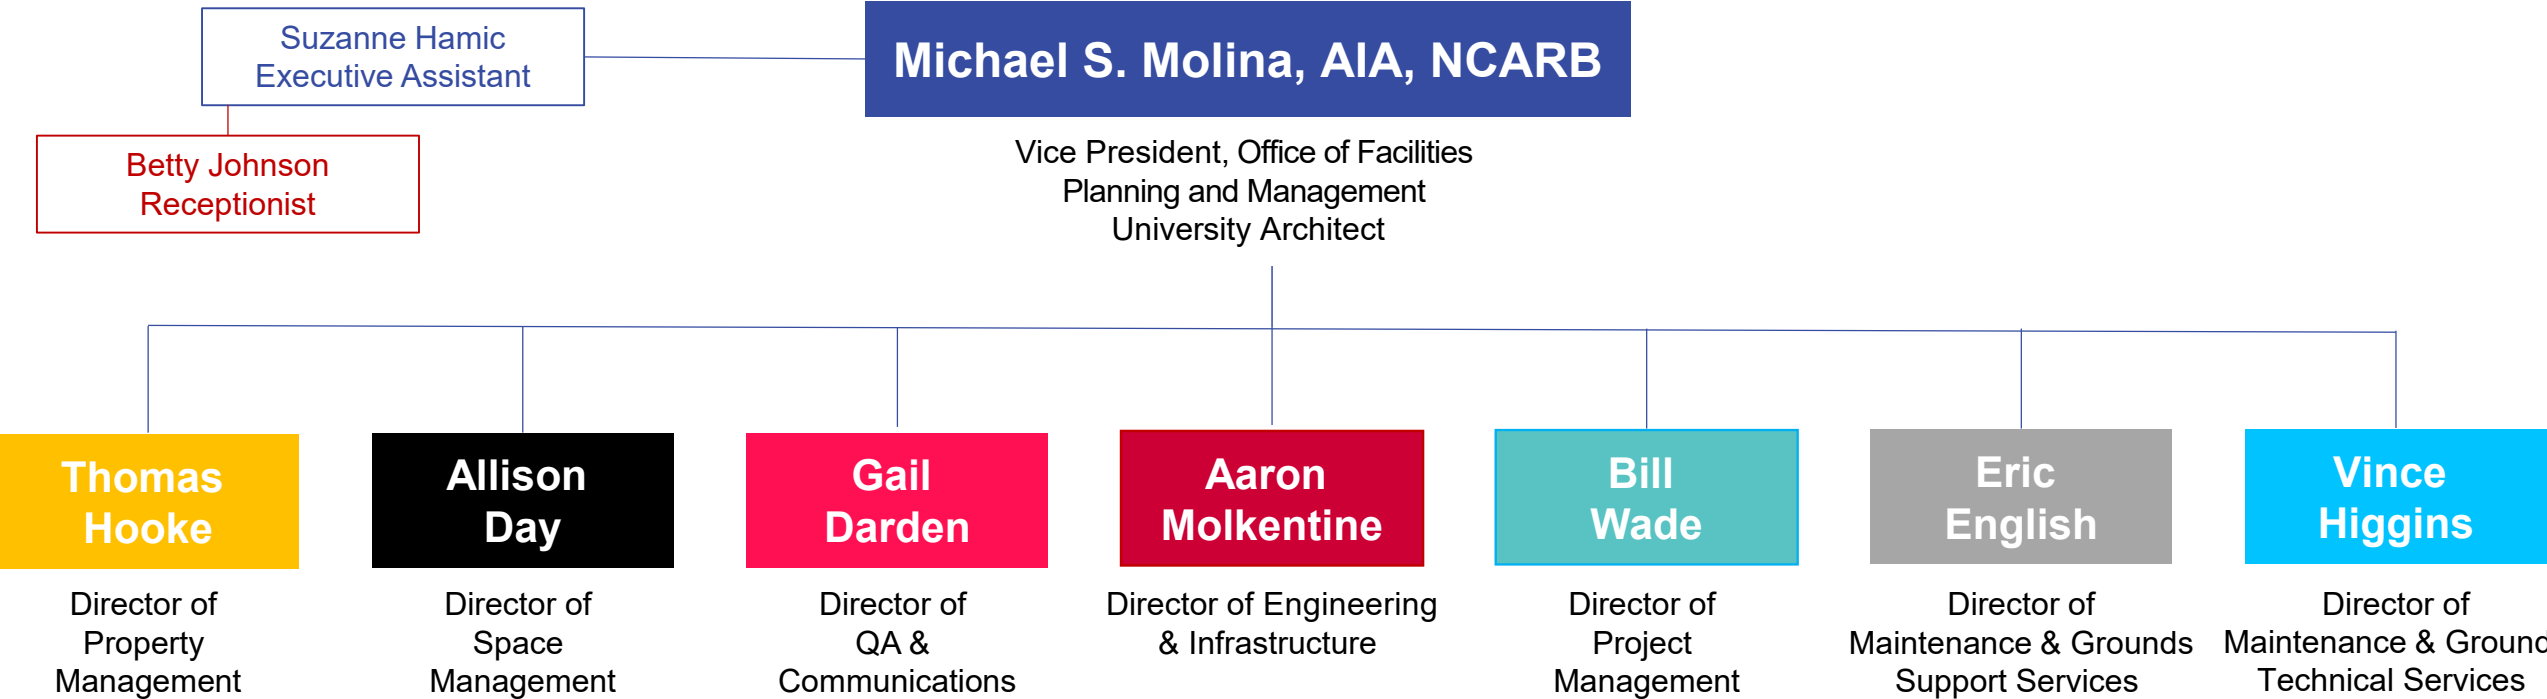 Suzanne Hamic
Executive Assistant
Michael S. Molina, AIA, NCARB
Betty Johnson
Receptionist
Vice President, Office of Facilities
Planning and Management
University Architect
Thomas
Hooke
Director of
Property
Management
Allison
Day
Director of
Space
Management
Gail
Darden
Director of
QA &
Communications
Aaron
Molkentine
Director of Engineering
& Infrastructure
Bill
Wade
Director of
Project
Management
Eric
English
Director of
Maintenance & Grounds
Support Services
Vince
Higgins
Director of
Maintenance & Ground
Technical Services